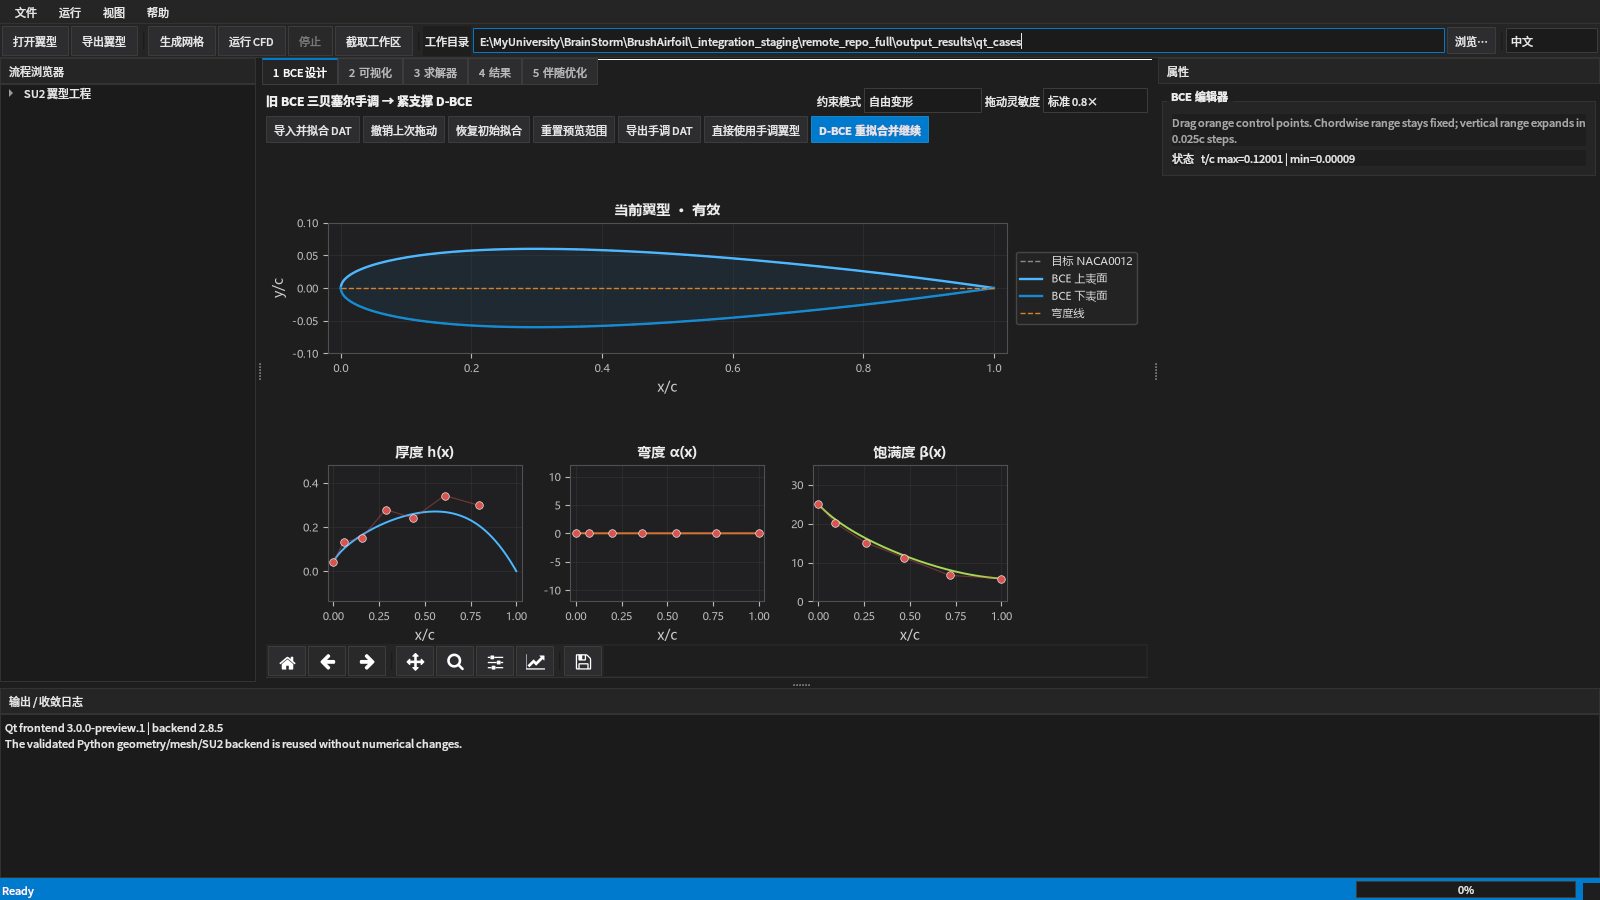 文件 运行 视图 帮助
打开翼型 导出翼型 生成网格 运行 CFD 停止 截取工作区 工作目录 E:\MyUniversity\BrainStorm\BrushAirfoil\_integration_staging\remote_repo_full\output_results\qt_cases 浏览… 中文
流程浏览器
SU2 翼型工程
1 BCE 设计 2 可视化 3 求解器 4 结果 5 伴随优化
旧 BCE 三贝塞尔手调 → 紧支撑 D-BCE
约束模式 自由变形 拖动灵敏度 标准 0.8×
导入并拟合 DAT 撤销上次拖动 恢复初始拟合 重置预览范围 导出手调 DAT 直接使用手调翼型 D-BCE 重拟合并继续
当前翼型 · 有效
0.10
0.05
0.00
-0.05
-0.10
y/c
0.0 0.2 0.4 0.6 0.8 1.0
x/c
目标 NACA0012
BCE 上表面
BCE 下表面
弯度线
厚度 h(x)
0.4
0.2
0.0
0.00 0.25 0.50 0.75 1.00
x/c
弯度 α(x)
10
5
0
-5
-10
0.00 0.25 0.50 0.75 1.00
x/c
饱满度 β(x)
30
20
10
0
0.00 0.25 0.50 0.75 1.00
x/c
属性
BCE 编辑器
Drag orange control points. Chordwise range stays fixed; vertical range expands in
0.025c steps.
状态 t/c max=0.12001 | min=0.00009
输出 / 收敛日志
Qt frontend 3.0.0-preview.1 | backend 2.8.5
The validated Python geometry/mesh/SU2 backend is reused without numerical changes.
Ready
0%